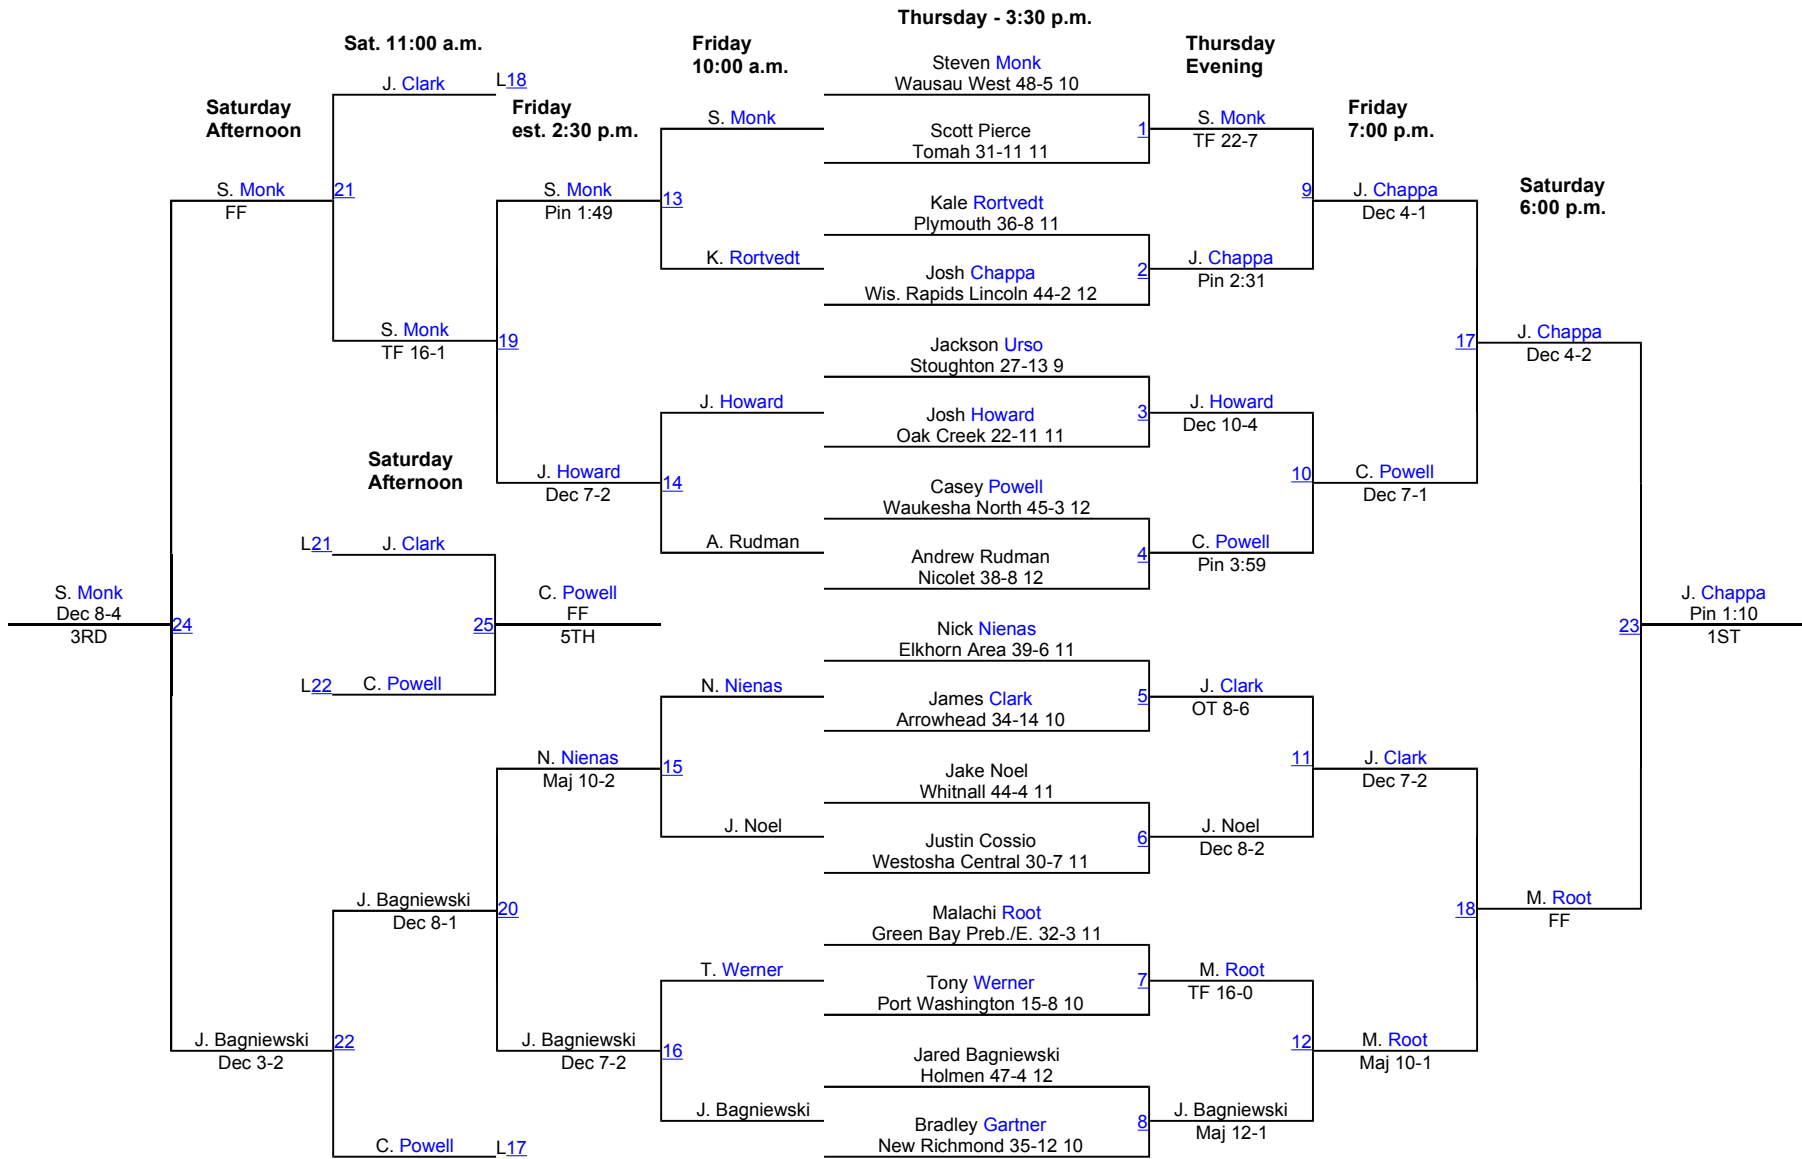 Thursday - 3:30 p.m.
Sat. 11:00 a.m.
Friday
10:00 a.m.
Thursday
Evening
Steven Monk
Wausau West 48-5 10
J. Clark
L18
Saturday
Afternoon
Friday
est. 2:30 p.m.
Friday
7:00 p.m.
S. Monk
Scott Pierce
Tomah 31-11 11
1
S. Monk
TF 22-7
S. Monk
FF
21
S. Monk
Pin 1:49
13
Kale Rortvedt
Plymouth 36-8 11
9
J. Chappa
Dec 4-1
Saturday
6:00 p.m.
K. Rortvedt
Josh Chappa
Wis. Rapids Lincoln 44-2 12
2
J. Chappa
Pin 2:31
S. Monk
TF 16-1
19
Jackson Urso
Stoughton 27-13 9
17
J. Chappa
Dec 4-2
J. Howard
Josh Howard
Oak Creek 22-11 11
3
J. Howard
Dec 10-4
Saturday
Afternoon
J. Howard
Dec 7-2
14
Casey Powell
Waukesha North 45-3 12
10
C. Powell
Dec 7-1
L21
J. Clark
A. Rudman
Andrew Rudman
Nicolet 38-8 12
4
C. Powell
Pin 3:59
S. Monk
Dec 8-4
3RD
24
25
C. Powell
FF
5TH
Nick Nienas
Elkhorn Area 39-6 11
23
J. Chappa
Pin 1:10
1ST
L22
C. Powell
N. Nienas
James Clark
Arrowhead 34-14 10
5
J. Clark
OT 8-6
N. Nienas
Maj 10-2
15
Jake Noel
Whitnall 44-4 11
11
J. Clark
Dec 7-2
J. Noel
Justin Cossio
Westosha Central 30-7 11
6
J. Noel
Dec 8-2
J. Bagniewski
Dec 8-1
20
Malachi Root
Green Bay Preb./E. 32-3 11
18
M. Root
FF
T. Werner
Tony Werner
Port Washington 15-8 10
7
M. Root
TF 16-0
J. Bagniewski
Dec 3-2
22
J. Bagniewski
Dec 7-2
16
Jared Bagniewski
Holmen 47-4 12
12
M. Root
Maj 10-1
J. Bagniewski
Bradley Gartner
New Richmond 35-12 10
8
J. Bagniewski
Maj 12-1
C. Powell
L17